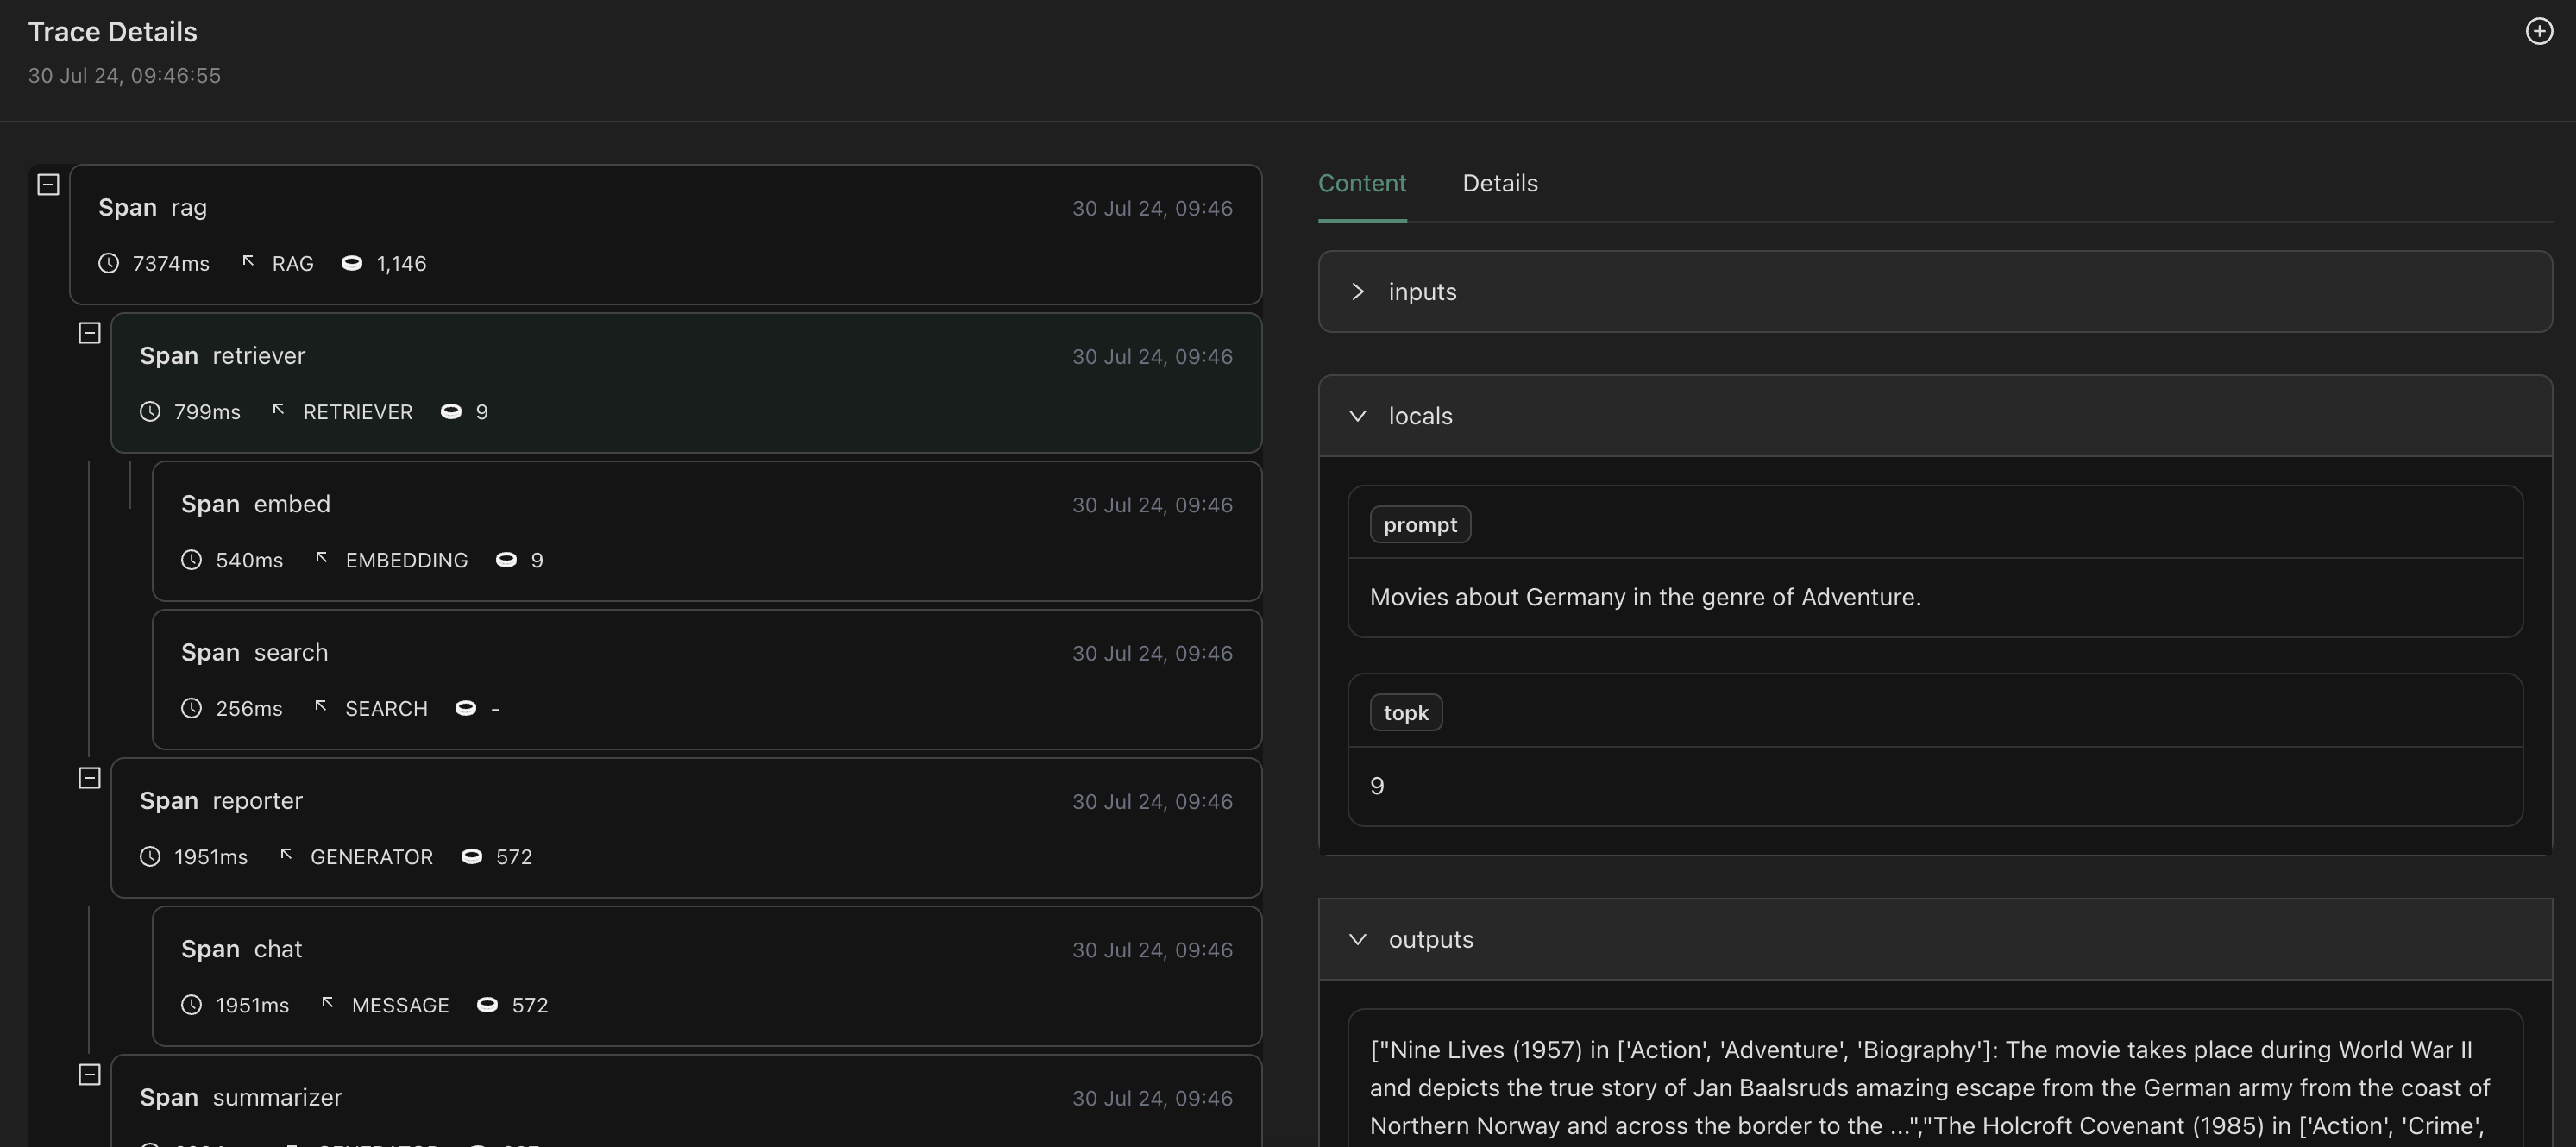 Trace Details
30 Jul 24, 09:46:55
Span rag 30 Jul 24, 09:46
7374ms RAG 1,146
Span retriever 30 Jul 24, 09:46
799ms RETRIEVER 9
Span embed 30 Jul 24, 09:46
540ms EMBEDDING 9
Span search 30 Jul 24, 09:46
256ms SEARCH -
Span reporter 30 Jul 24, 09:46
1951ms GENERATOR 572
Span chat 30 Jul 24, 09:46
1951ms MESSAGE 572
Span summarizer 30 Jul 24, 09:46
Content Details
inputs
locals
prompt
Movies about Germany in the genre of Adventure.
topk
9
outputs
["Nine Lives (1957) in ['Action', 'Adventure', 'Biography']: The movie takes place during World War II
and depicts the true story of Jan Baalsruds amazing escape from the German army from the coast of
Northern Norway and across the border to the ...","The Holcroft Covenant (1985) in ['Action', 'Crime',